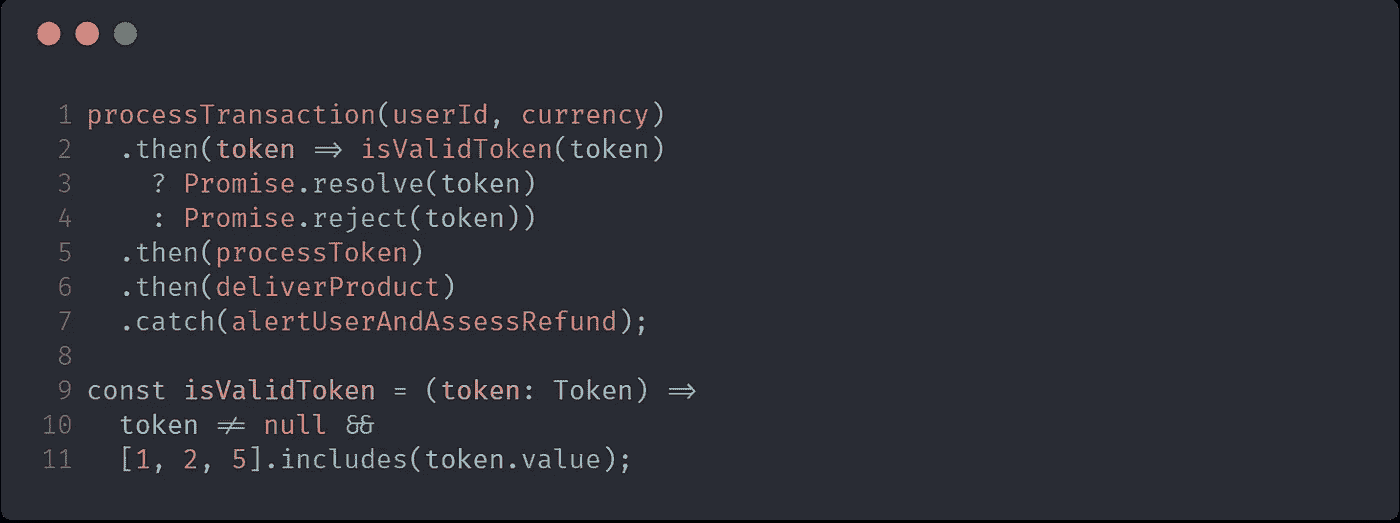 1 processTransaction(userId, currency)
2   .then(token => isValidToken(token)
3     ? Promise.resolve(token)
4     : Promise.reject(token))
5   .then(processToken)
6   .then(deliverProduct)
7   .catch(alertUserAndAssessRefund);
8
9 const isValidToken = (token: Token) =>
10   token != null &&
11   [1, 2, 5].includes(token.value);